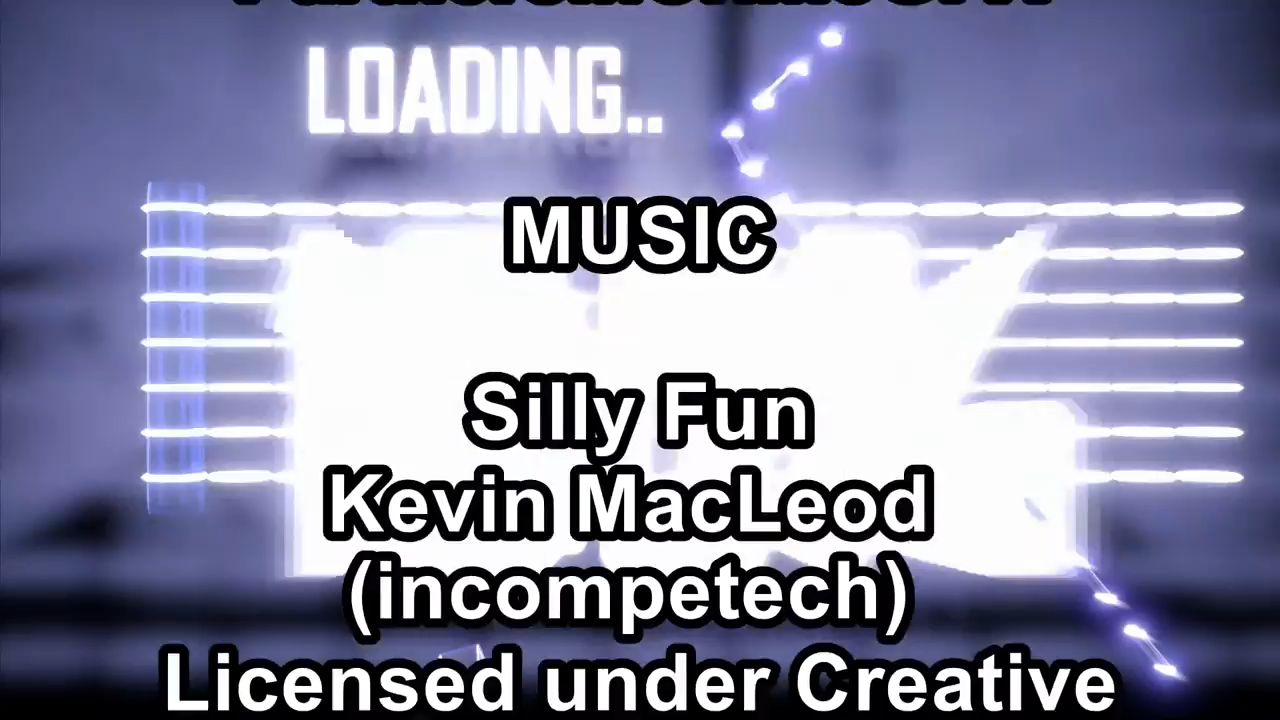 LOADING..
MUSIC
Silly Fun
Kevin MacLeod
(incompetech)
Licensed under Creative